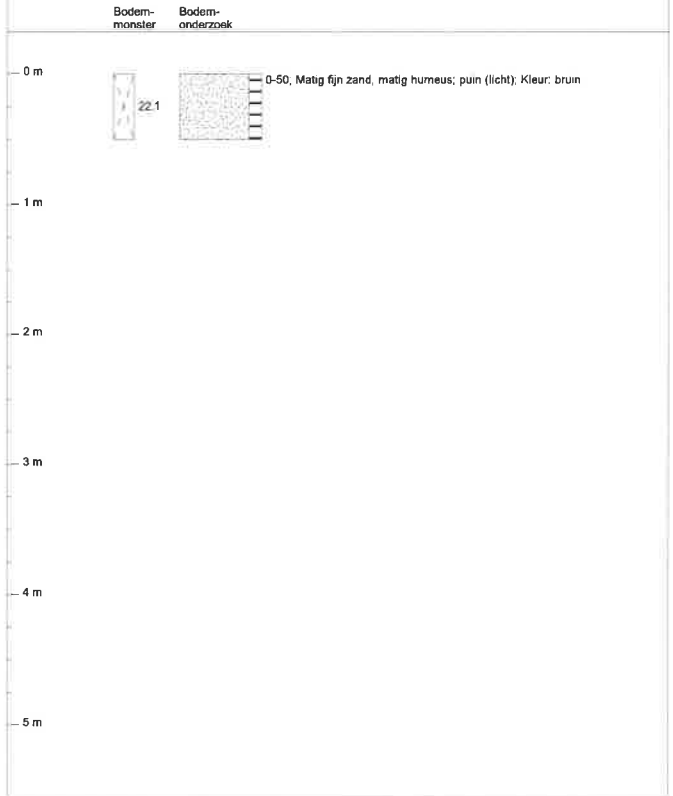 Bodem- Bodem-
monster onderzoek
0 m
0-50, Matig fijn zand, matig humeus; puin (licht); Kleur: bruin
22.1
1 m
2 m
3 m
4 m
5 m